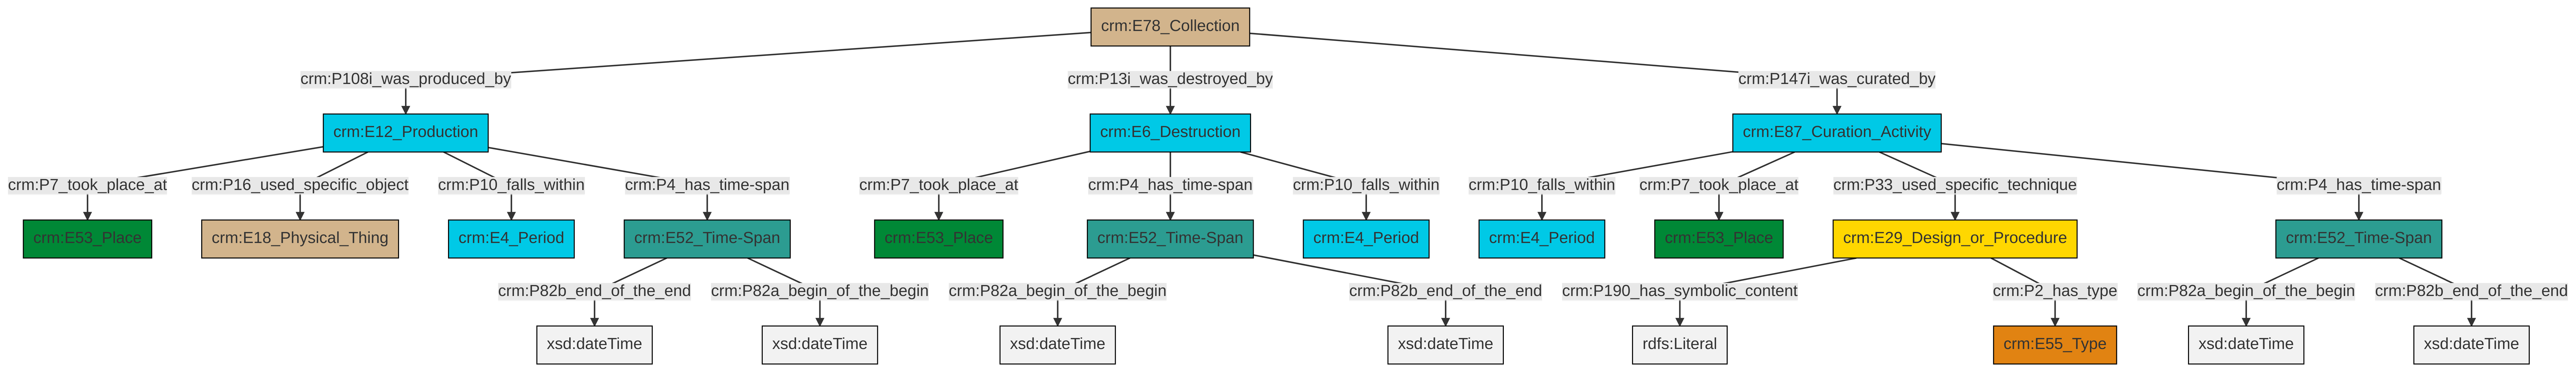 crm:E78_Collection
crm:P108i_was_produced_by
crm:P13i_was_destroyed_by
crm:P147i_was_curated_by
crm:E12_Production
crm:E6_Destruction
crm:E87_Curation_Activity
crm:P7_took_place_at
crm:P16_used_specific_object
crm:P10_falls_within
crm:P4_has_time-span
crm:P7_took_place_at
crm:P4_has_time-span
crm:P10_falls_within
crm:P10_falls_within
crm:P7_took_place_at
crm:P33_used_specific_technique
crm:P4_has_time-span
crm:E53_Place
crm:E18_Physical_Thing
crm:E4_Period
crm:E52_Time-Span
crm:E53_Place
crm:E52_Time-Span
crm:E4_Period
crm:E4_Period
crm:E53_Place
crm:E29_Design_or_Procedure
crm:E52_Time-Span
crm:P82b_end_of_the_end
crm:P82a_begin_of_the_begin
crm:P82a_begin_of_the_begin
crm:P82b_end_of_the_end
crm:P190_has_symbolic_content
crm:P2_has_type
crm:P82a_begin_of_the_begin
crm:P82b_end_of_the_end
xsd:dateTime
xsd:dateTime
xsd:dateTime
xsd:dateTime
rdfs:Literal
crm:E55_Type
xsd:dateTime
xsd:dateTime